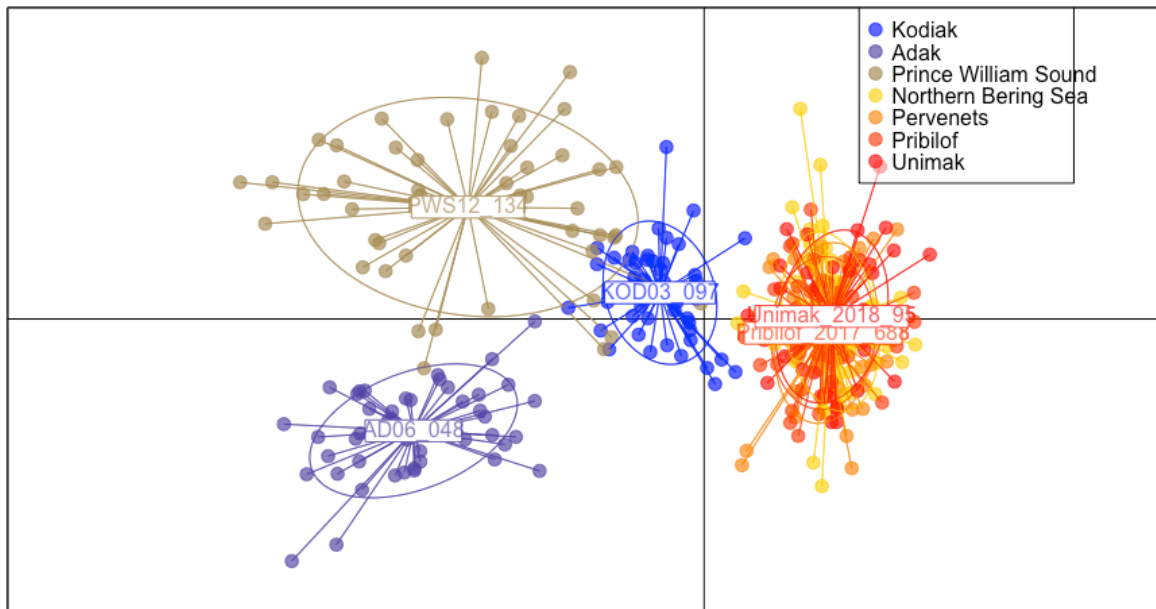 Kodiak
Adak
Prince William Sound
Northern Bering Sea
Pervenets
Pribilof
Unimak
PWS12_134
KOD03_097
Unimak_2018_95
Pribilof_2017_688
AD06_048